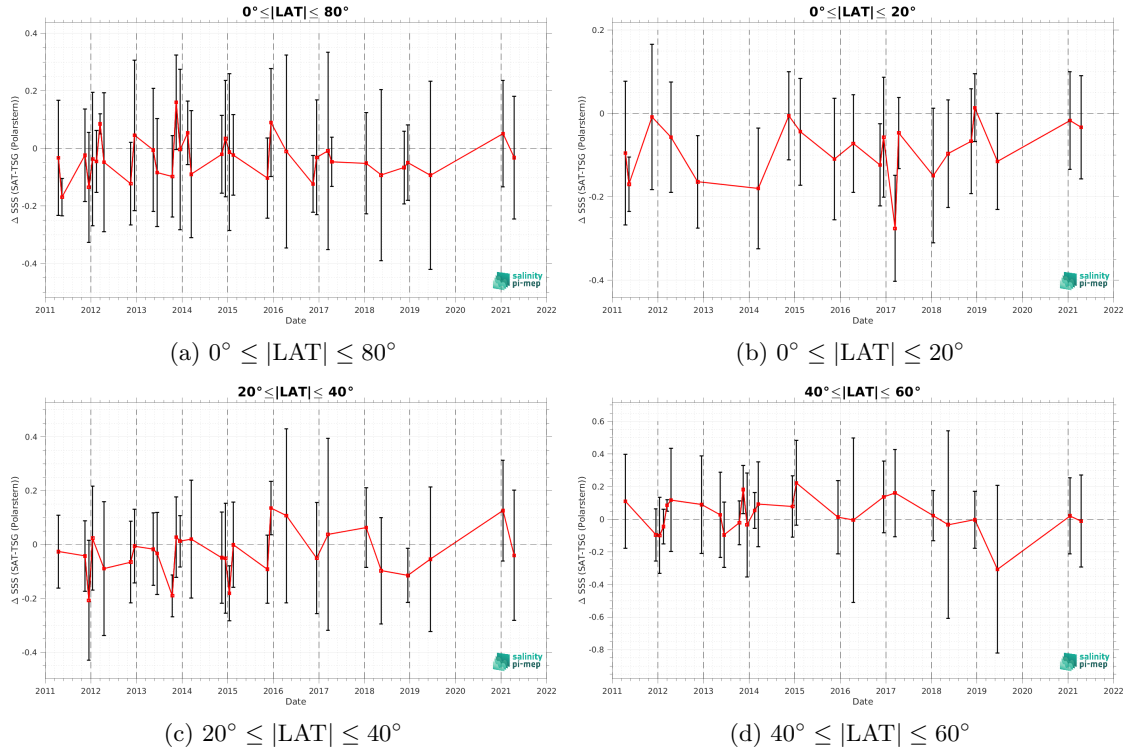 0°≤|LAT|≤ 80°
Δ SSS (SAT-TSG (Polarstern))
0.4
0.2
0
-0.2
-0.4
2011 2012 2013 2014 2015 2016 2017 2018 2019 2020 2021 2022
Date
salinity
pi-mep
(a) 0° ≤ |LAT| ≤ 80°
0°≤|LAT|≤ 20°
Δ SSS (SAT-TSG (Polarstern))
0.2
0
-0.2
-0.4
2011 2012 2013 2014 2015 2016 2017 2018 2019 2020 2021 2022
Date
salinity
pi-mep
(b) 0° ≤ |LAT| ≤ 20°
20°≤|LAT|≤ 40°
Δ SSS (SAT-TSG (Polarstern))
0.4
0.2
0
-0.2
-0.4
2011 2012 2013 2014 2015 2016 2017 2018 2019 2020 2021 2022
Date
salinity
pi-mep
(c) 20° ≤ |LAT| ≤ 40°
40°≤|LAT|≤ 60°
Δ SSS (SAT-TSG (Polarstern))
0.6
0.4
0.2
0
-0.2
-0.4
-0.6
-0.8
2011 2012 2013 2014 2015 2016 2017 2018 2019 2020 2021 2022
Date
salinity
pi-mep
(d) 40° ≤ |LAT| ≤ 60°